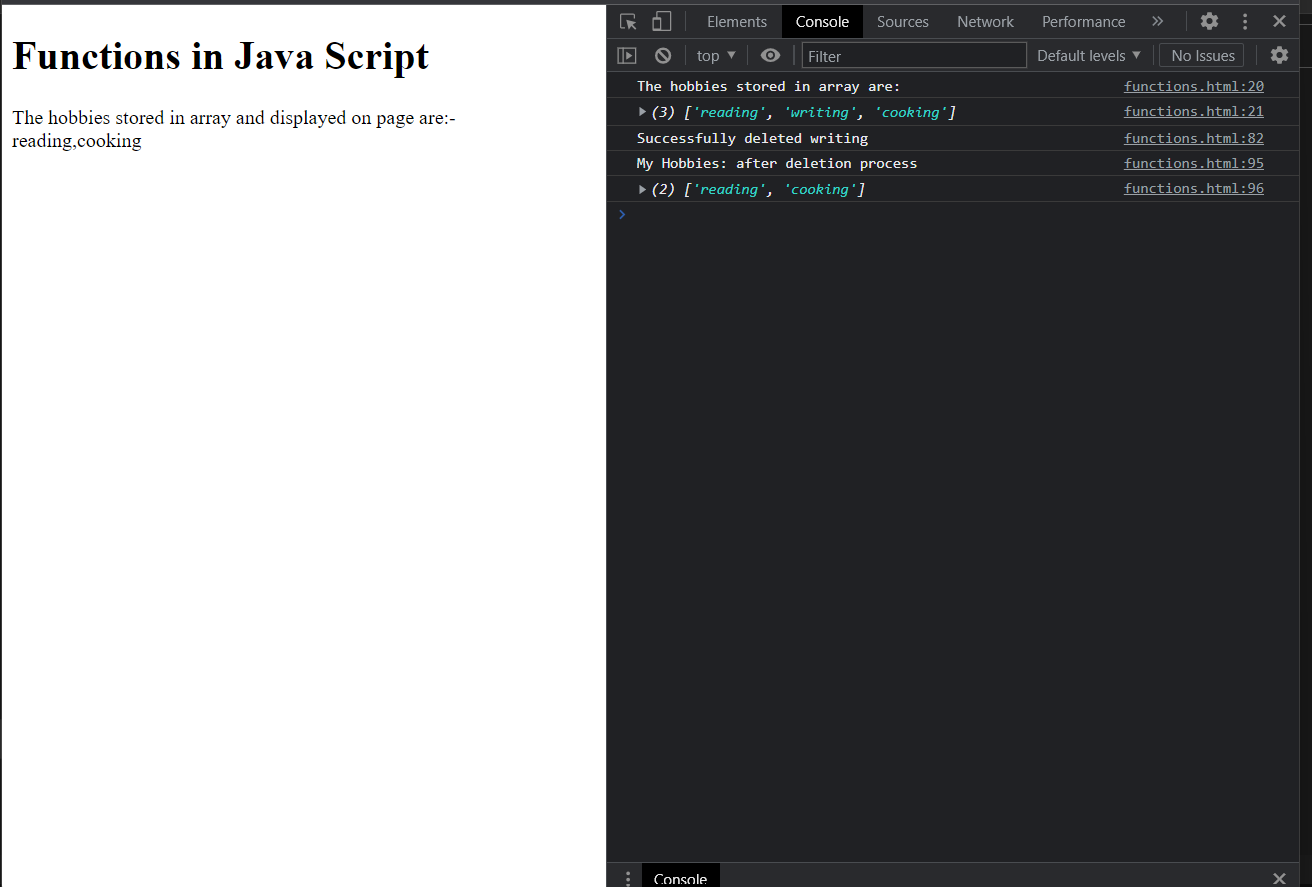 Functions in Java Script
The hobbies stored in array and displayed on page are:-
reading,cooking
Elements Console Sources Network Performance
top Filter Default levels No Issues
The hobbies stored in array are: functions.html:20
(3) ['reading', 'writing', 'cooking'] functions.html:21
Successfully deleted writing functions.html:82
My Hobbies: after deletion process functions.html:95
(2) ['reading', 'cooking'] functions.html:96
Console